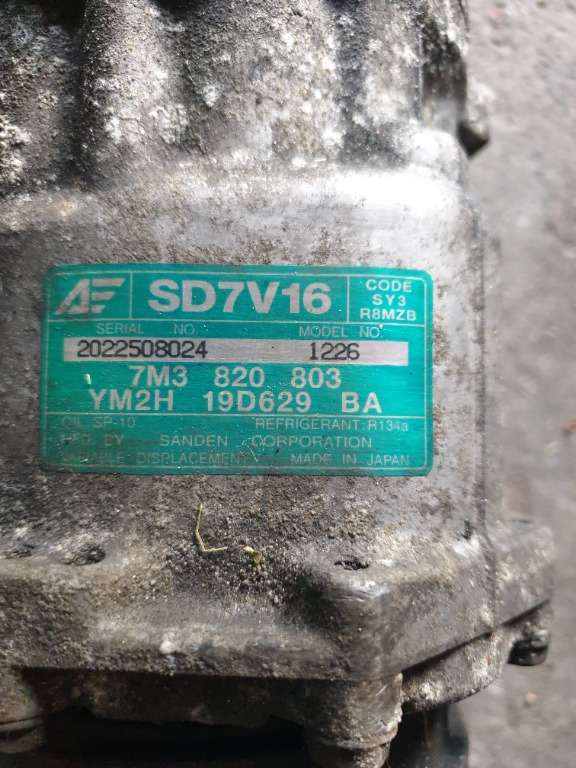 AE SD7V16 CODE
SY3
R8MZB
SERIAL NO. MODEL NO.
2022508024 1226
7M3 820 803
YM2H 19D629 BA
OIL SP-10 REFRIGERANT: R134a
MFD BY SANDEN CORPORATION
VARIABLE DISPLACEMENT MADE IN JAPAN